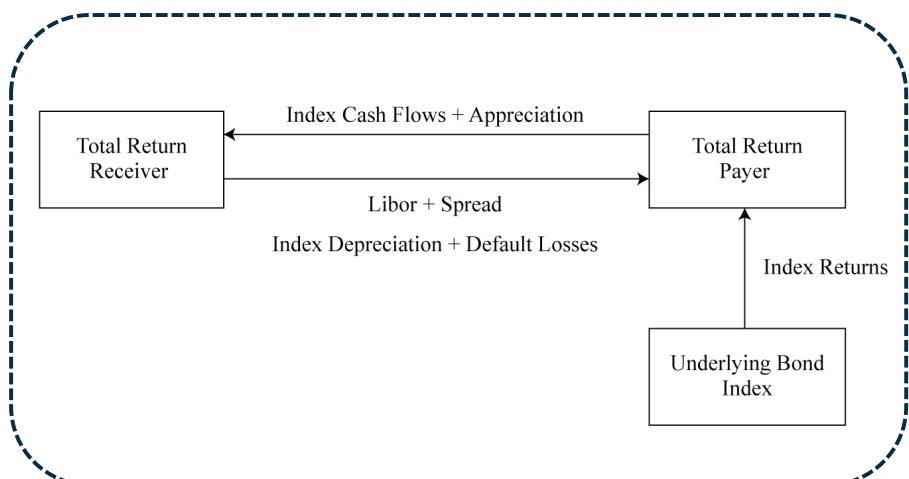 Index Cash Flows + Appreciation
Total Return
Receiver
Total Return
Payer
Libor + Spread
Index Depreciation + Default Losses
Index Returns
Underlying Bond
Index